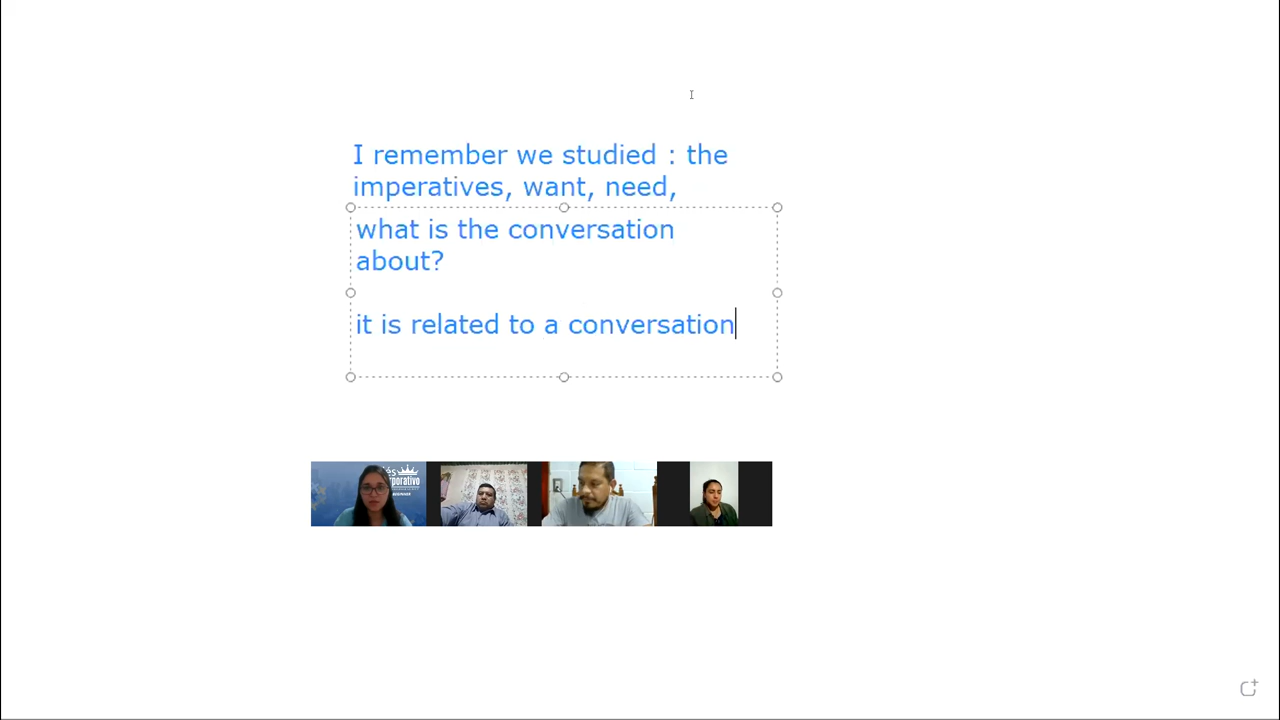 I remember we studied : the
imperatives, want, need,
what is the conversation
about?
it is related to a conversation